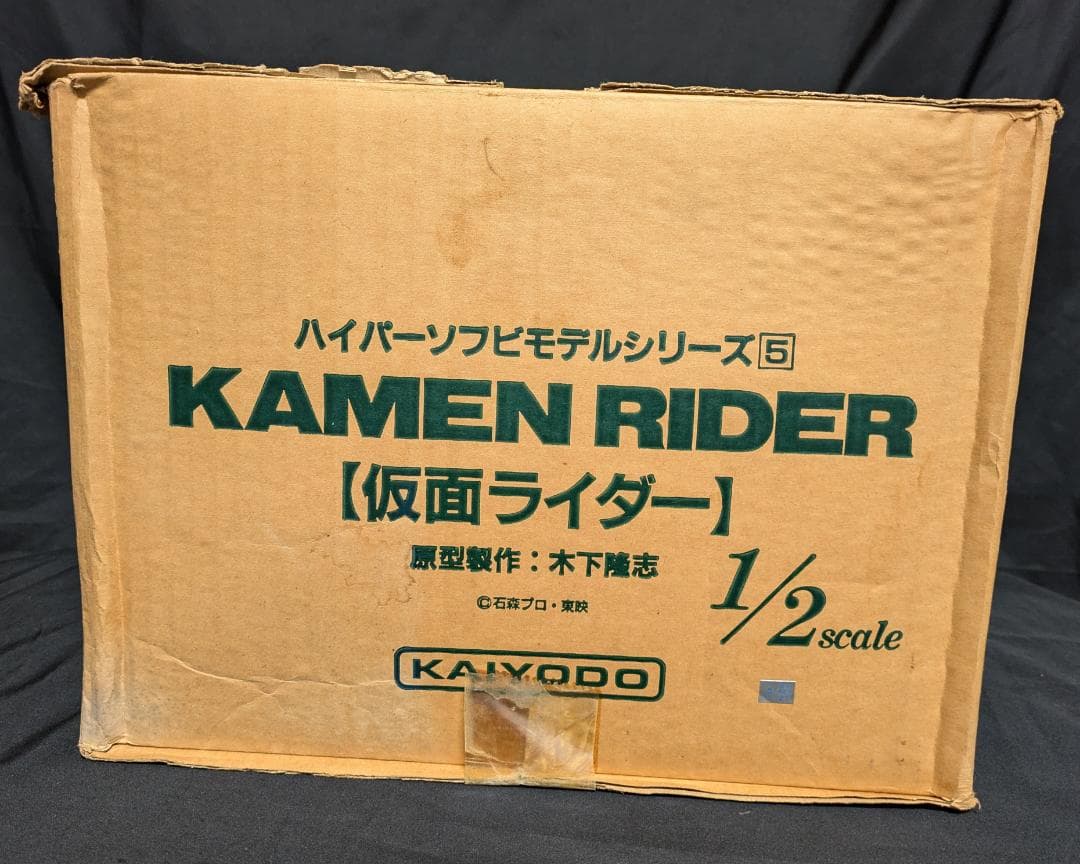 ハイパーソフビモデルシリーズ5
KAMEN RIDER
【仮面ライダー】
原型製作：木下隆志
©石森プロ・東映
1/2 scale
KAIYODO